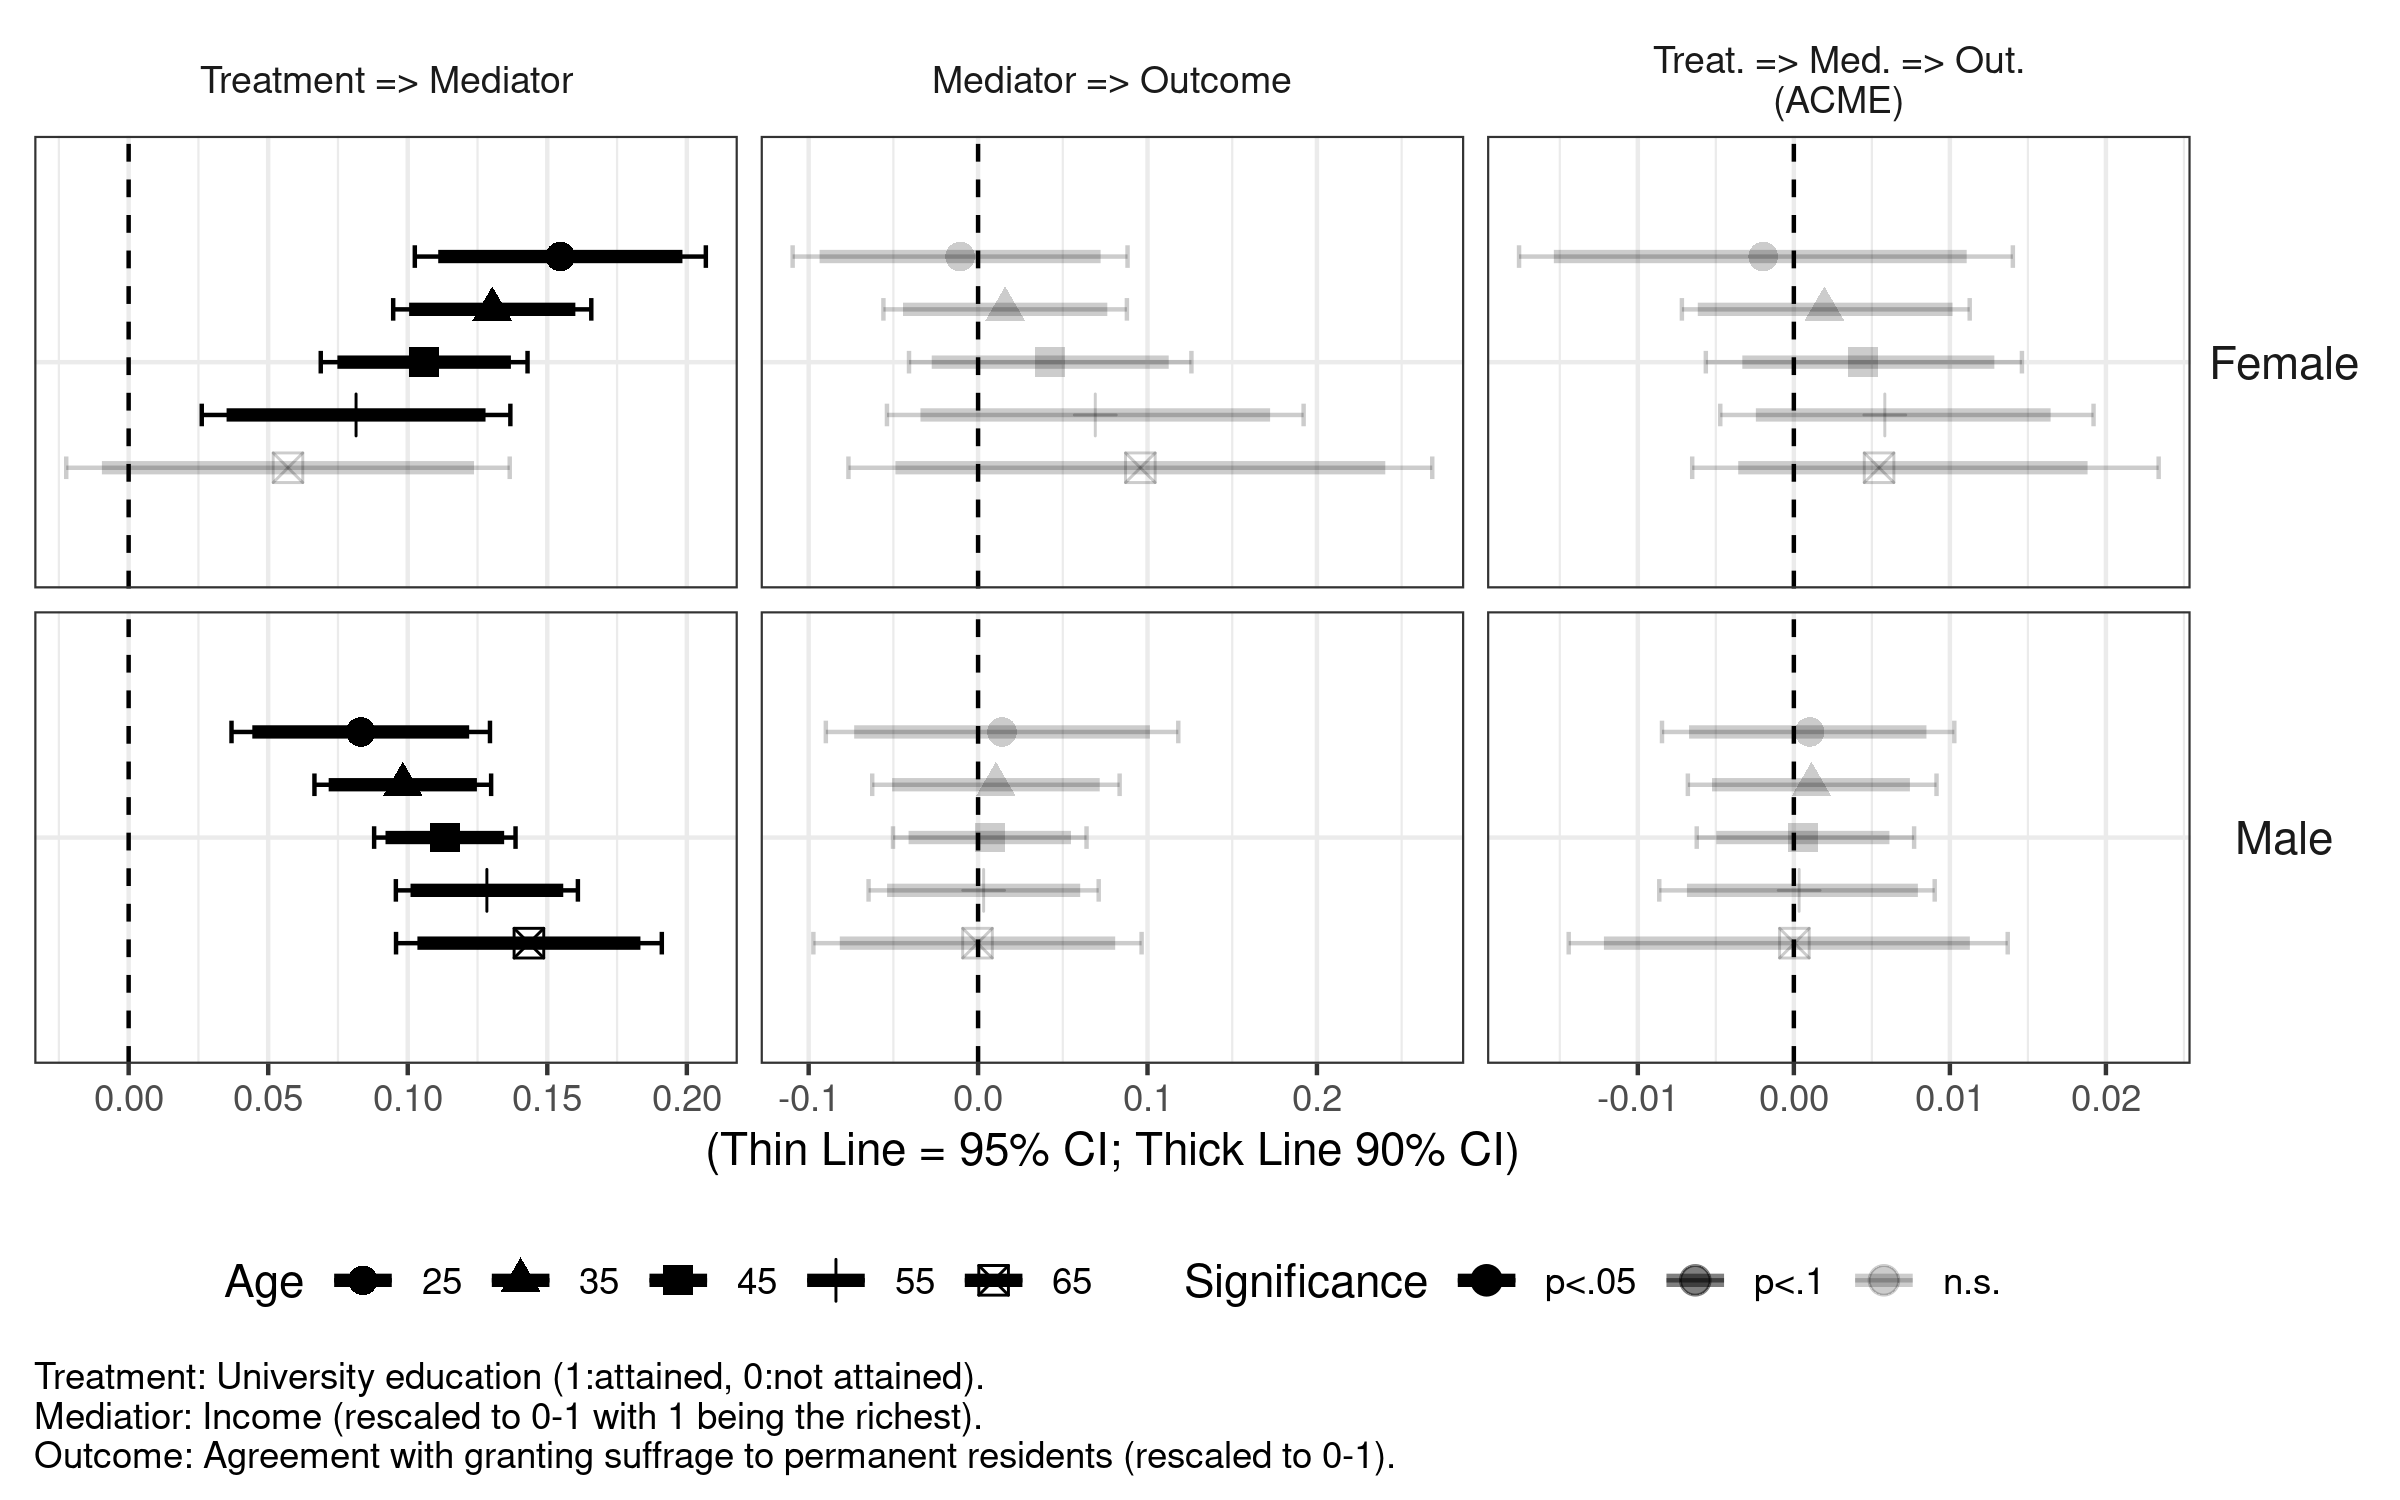 Treatment => Mediator
Mediator => Outcome
Treat. => Med. => Out.
(ACME)
Female
Male
0.00 0.05 0.10 0.15 0.20 -0.1 0.0 0.1 0.2 -0.01 0.00 0.01 0.02
(Thin Line = 95% CI; Thick Line 90% CI)
Age 25 35 45 55 65 Significance p<.05 p<.1 n.s.
Treatment: University education (1:attained, 0:not attained).
Mediatior: Income (rescaled to 0-1 with 1 being the richest).
Outcome: Agreement with granting suffrage to permanent residents (rescaled to 0-1).